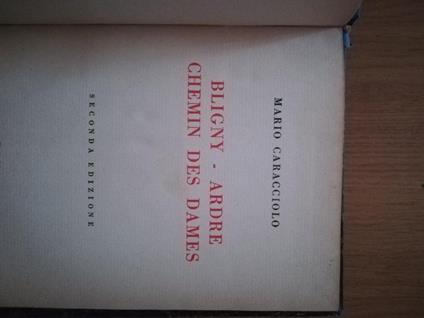 MARIO CARACCIOLO
BLIGNY - ARDRE
CHEMIN DES DAMES
SECONDA EDIZIONE